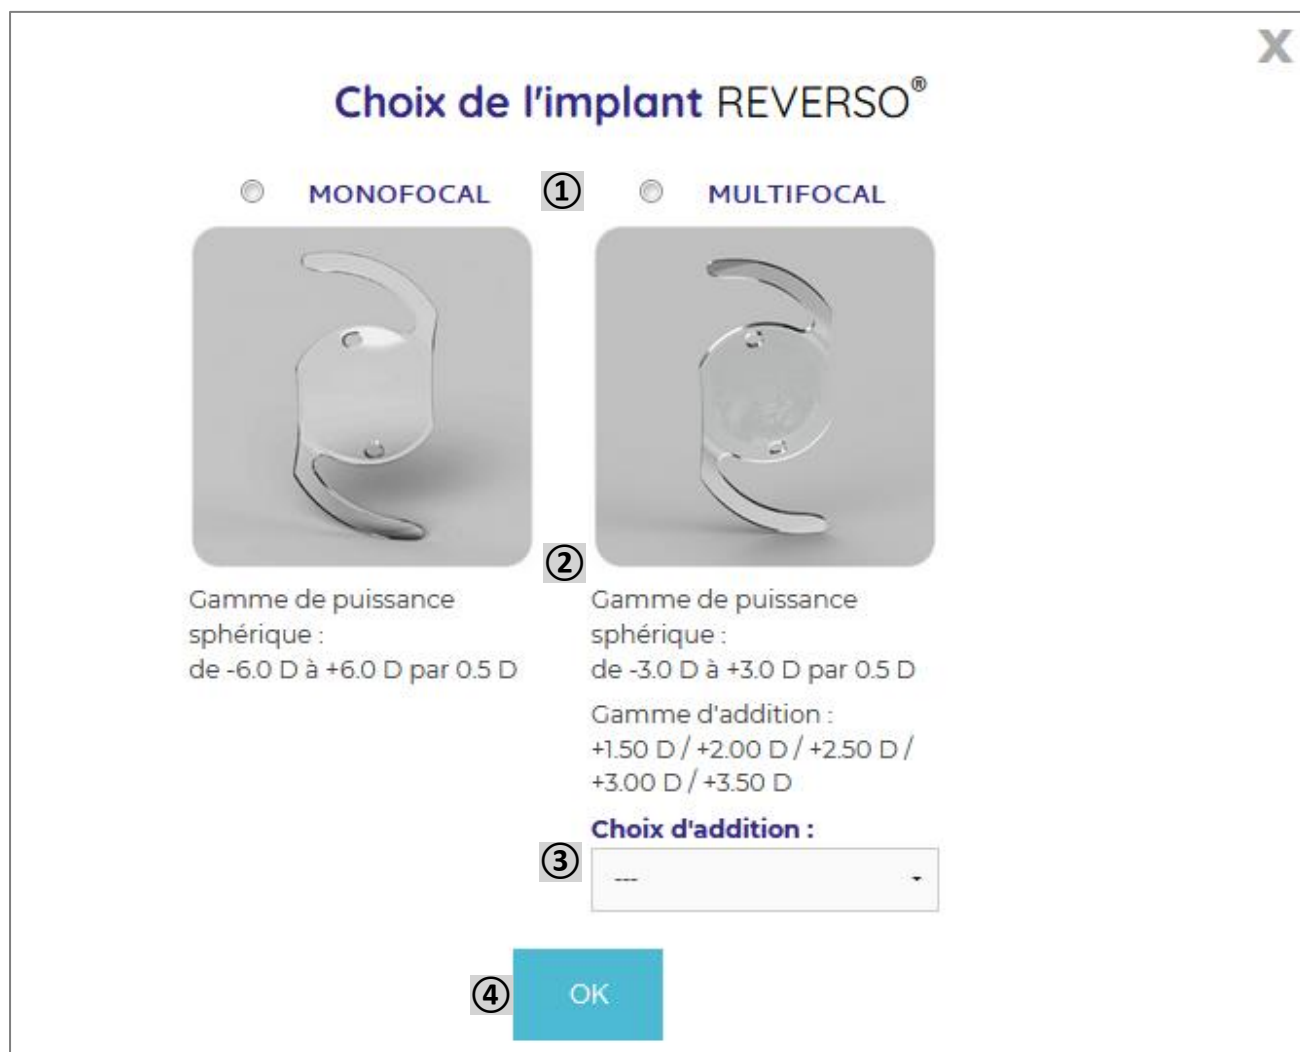 X
Choix de l'implant REVERSO®
MONOFOCAL
①
MULTIFOCAL
②
Gamme de puissance
sphérique :
de -6.0 D à +6.0 D par 0.5 D
Gamme de puissance
sphérique :
de -3.0 D à +3.0 D par 0.5 D
Gamme d'addition :
+1.50 D / +2.00 D / +2.50 D /
+3.00 D / +3.50 D
Choix d'addition :
③
---
④
OK